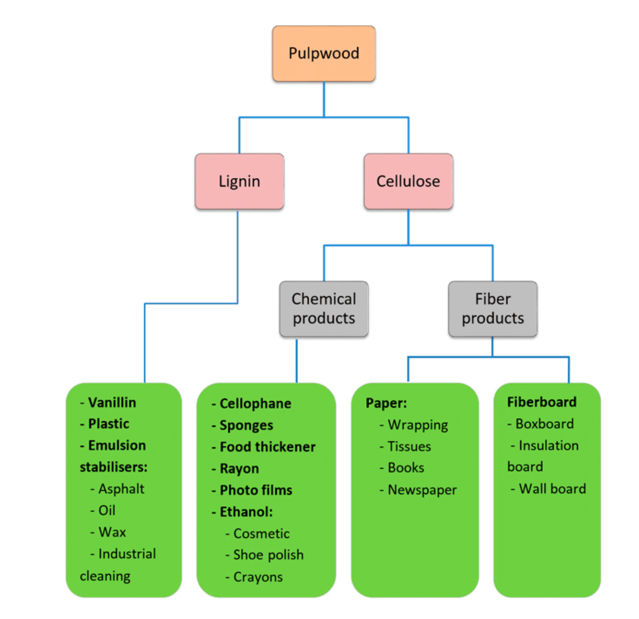 Pulpwood
Lignin
Cellulose
Chemical
products
Fiber
products
- Vanillin
- Plastic
- Emulsion
stabilisers:
- Asphalt
- Oil
- Wax
- Industrial
cleaning
- Cellophane
- Sponges
- Food thickener
- Rayon
- Photo films
- Ethanol:
- Cosmetic
- Shoe polish
- Crayons
Paper:
- Wrapping
- Tissues
- Books
- Newspaper
Fiberboard
- Boxboard
- Insulation
board
- Wall board